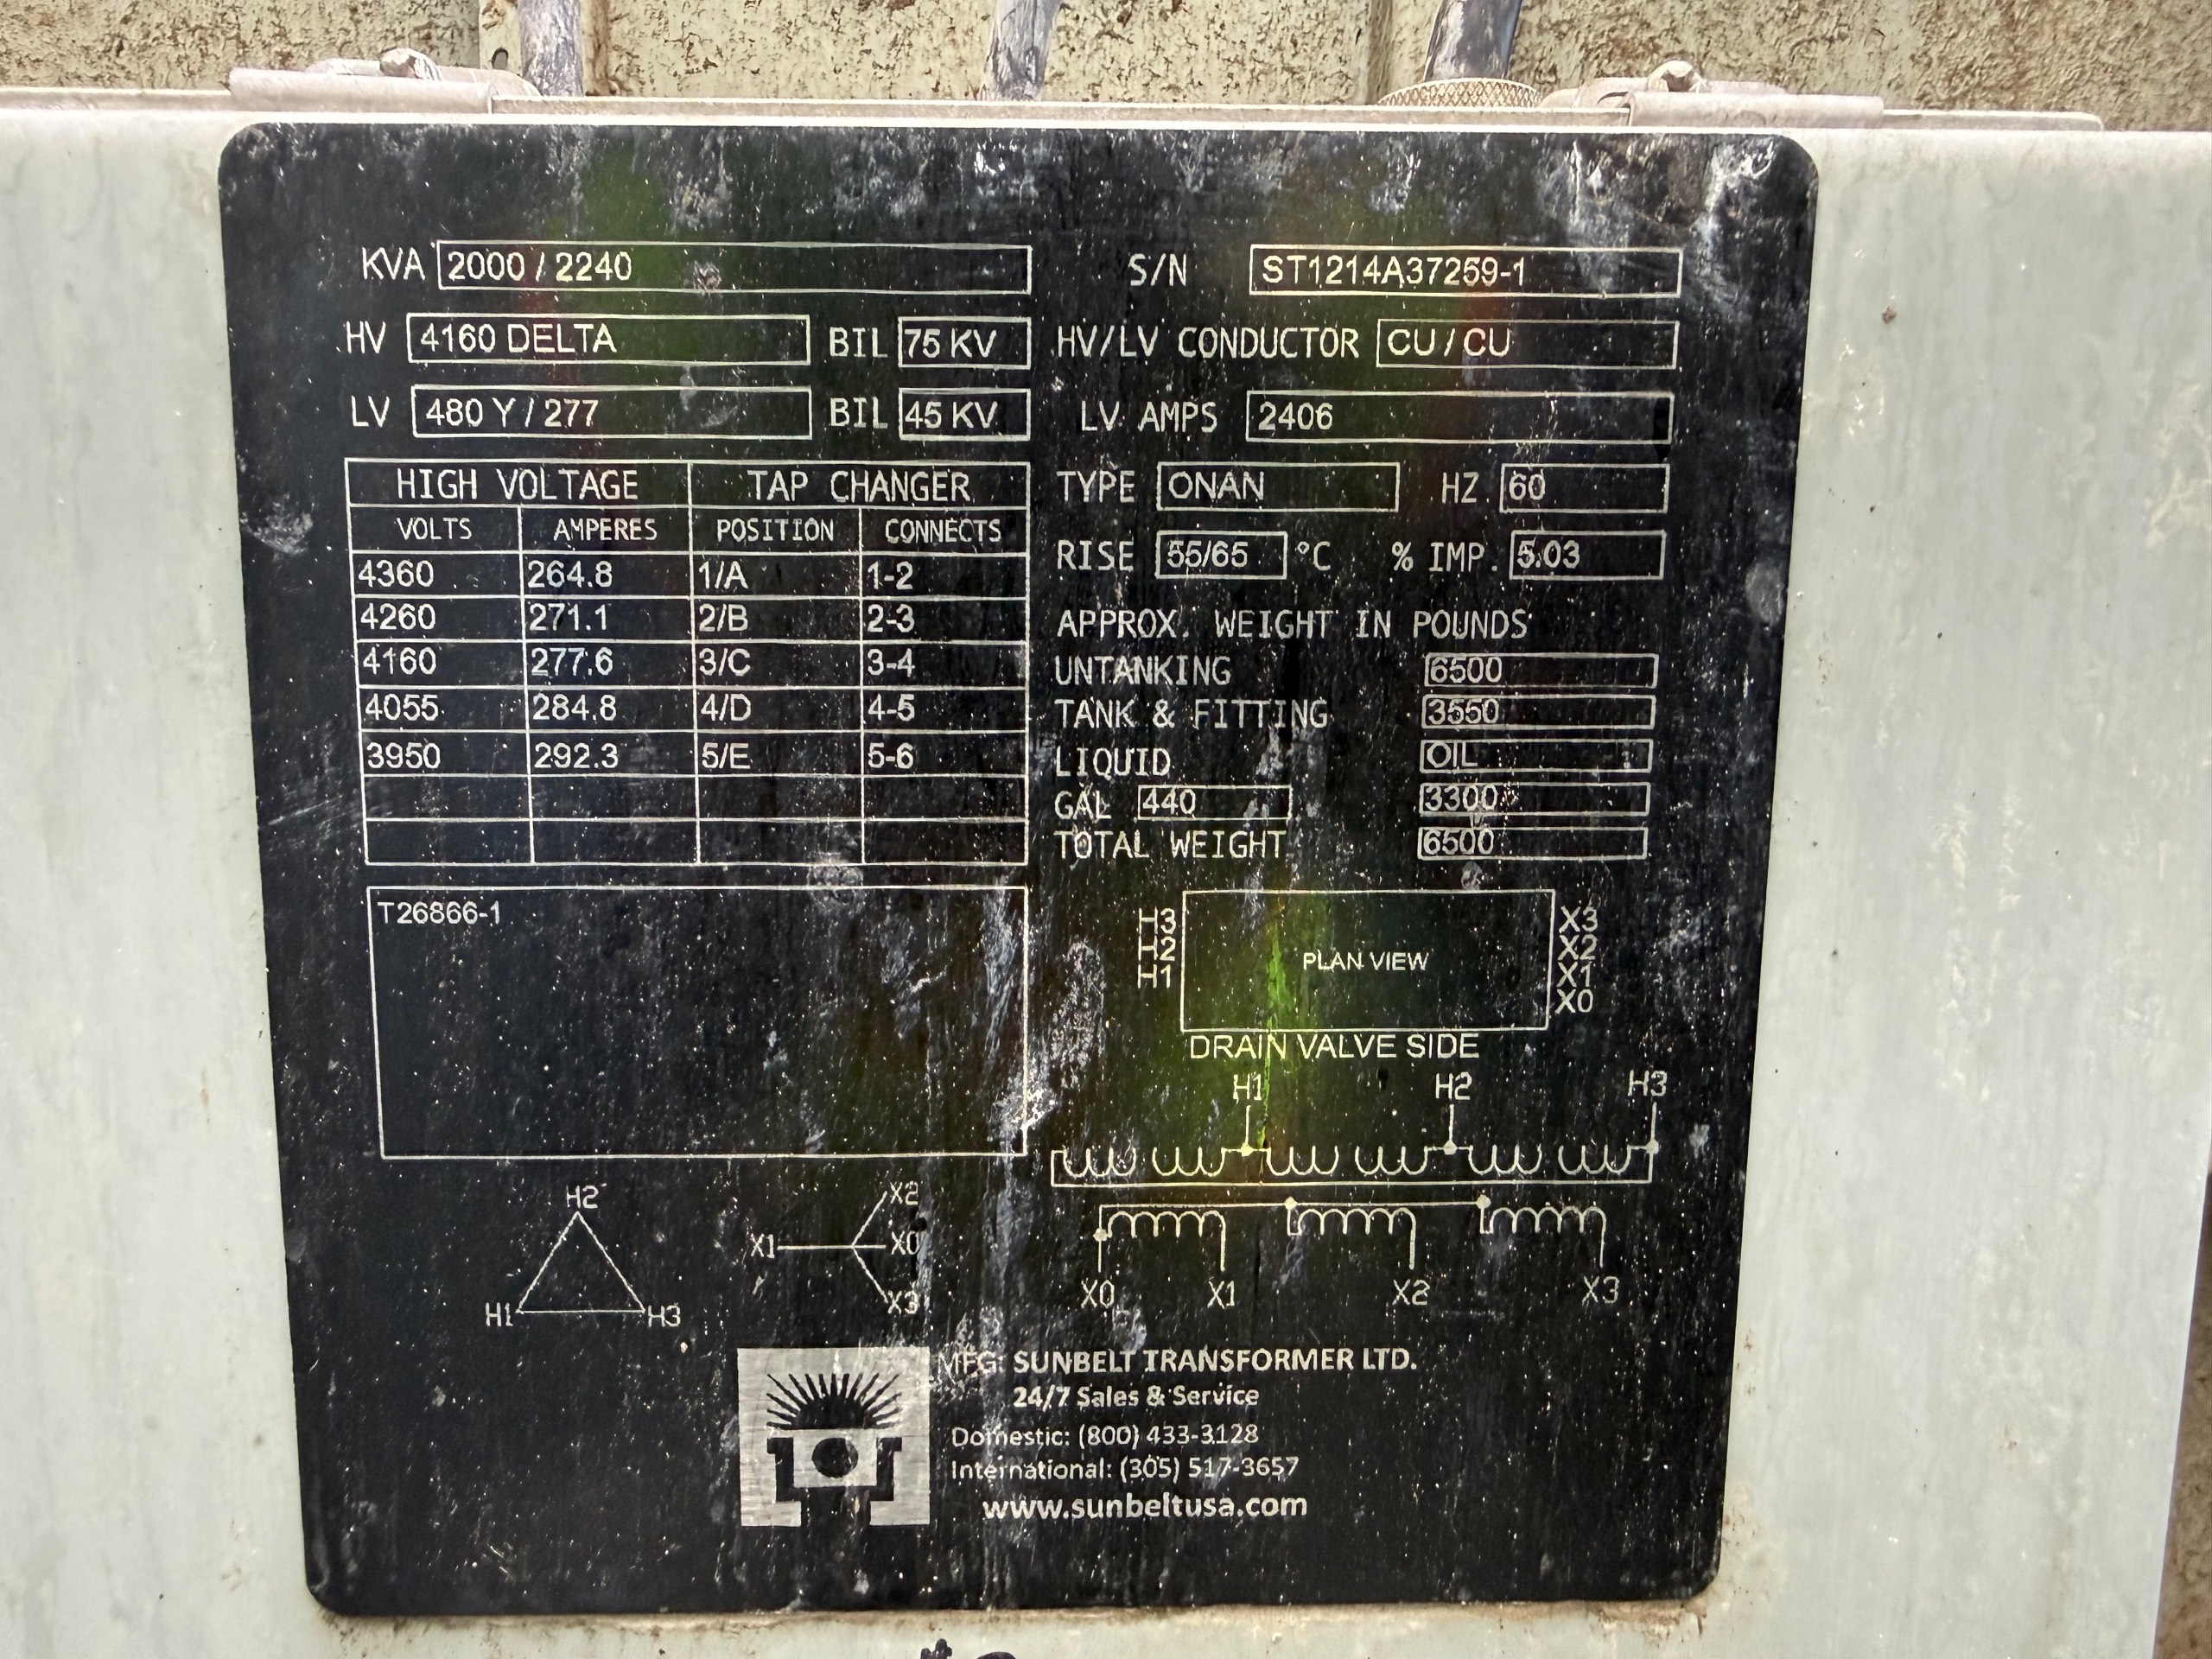 KVA 2000 / 2240
S/N ST1214A37259-1
HV 4160 DELTA BIL 75 KV
HV/LV CONDUCTOR CU / CU
LV 480 Y / 277 BIL 45 KV
LV AMPS 2406
HIGH VOLTAGE TAP CHANGER
VOLTS AMPERES POSITION CONNECTS
4360 264.8 1/A 1-2
4260 271.1 2/B 2-3
4160 277.6 3/C 3-4
4055 284.8 4/D 4-5
3950 292.3 5/E 5-6
TYPE ONAN HZ 60
RISE 55/65 °C % IMP. 5.03
APPROX. WEIGHT IN POUNDS
UNTANKING 6500
TANK & FITTING 3550
LIQUID OIL
GAL 440 3300
TOTAL WEIGHT 6500
T26866-1
H3 X3
H2 PLAN VIEW X2
H1 X1
X0
DRAIN VALVE SIDE
H1 H2 H3
X0 X1 X2 X3
H2
H1 H3
X2
X1 X0
X3
MFG: SUNBELT TRANSFORMER LTD.
24/7 Sales & Service
Domestic: (800) 433-3128
International: (305) 517-3657
www.sunbeltusa.com